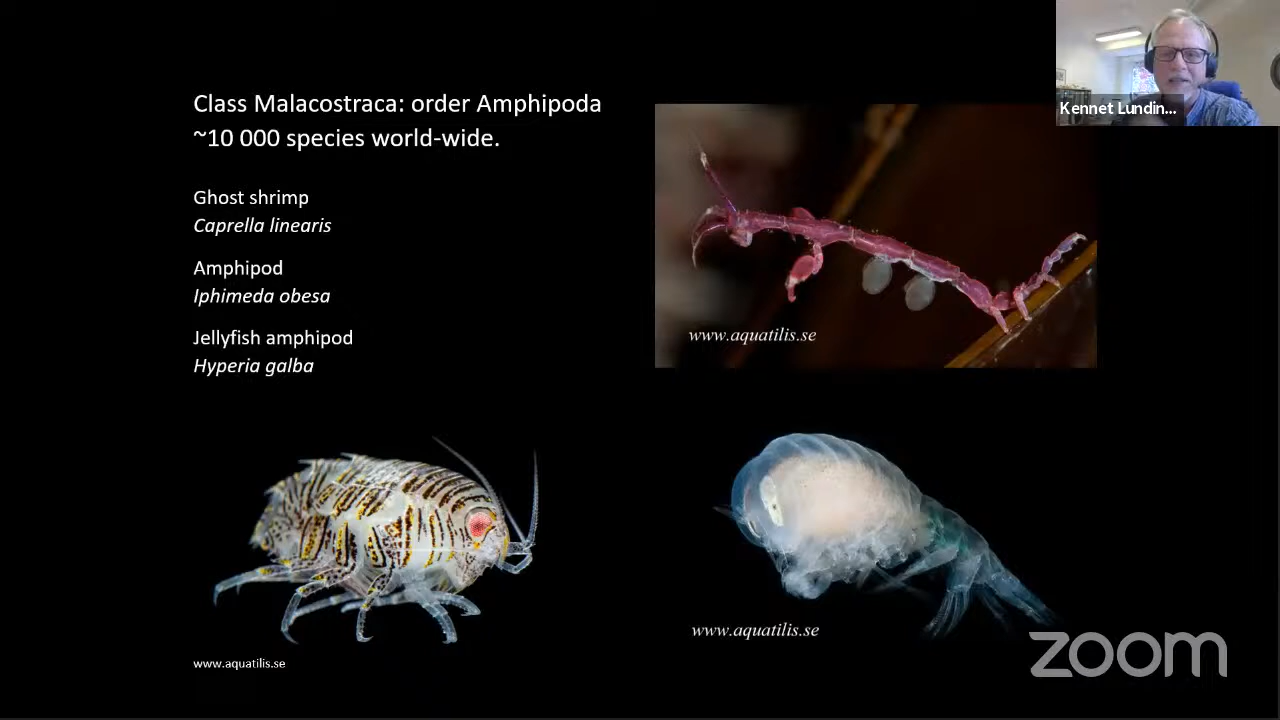 Kennet Lundin...
Class Malacostraca: order Amphipoda
~10 000 species world-wide.
Ghost shrimp
Caprella linearis
Amphipod
Iphimeda obesa
Jellyfish amphipod
Hyperia galba
www.aquatilis.se
www.aquatilis.se
www.aquatilis.se
zoom